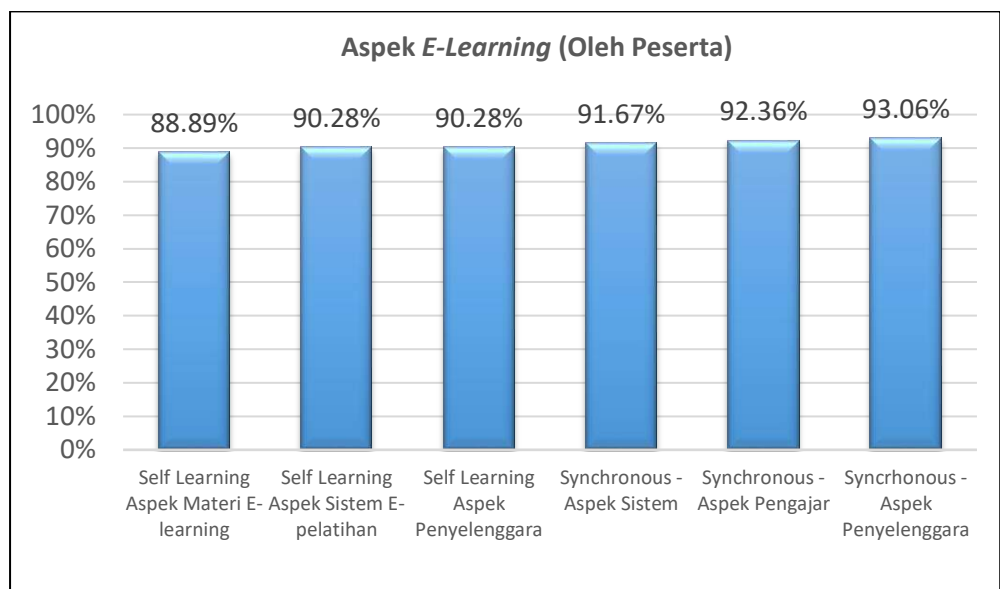 Aspek E-Learning (Oleh Peserta)
100%
90%
80%
70%
60%
50%
40%
30%
20%
10%
0%
88.89%
90.28%
90.28%
91.67%
92.36%
93.06%
Self Learning
Aspek Materi E-
learning
Self Learning
Aspek Sistem E-
pelatihan
Self Learning
Aspek
Penyelenggara
Synchronous -
Aspek Sistem
Synchronous -
Aspek Pengajar
Syncrhonous -
Aspek
Penyelenggara